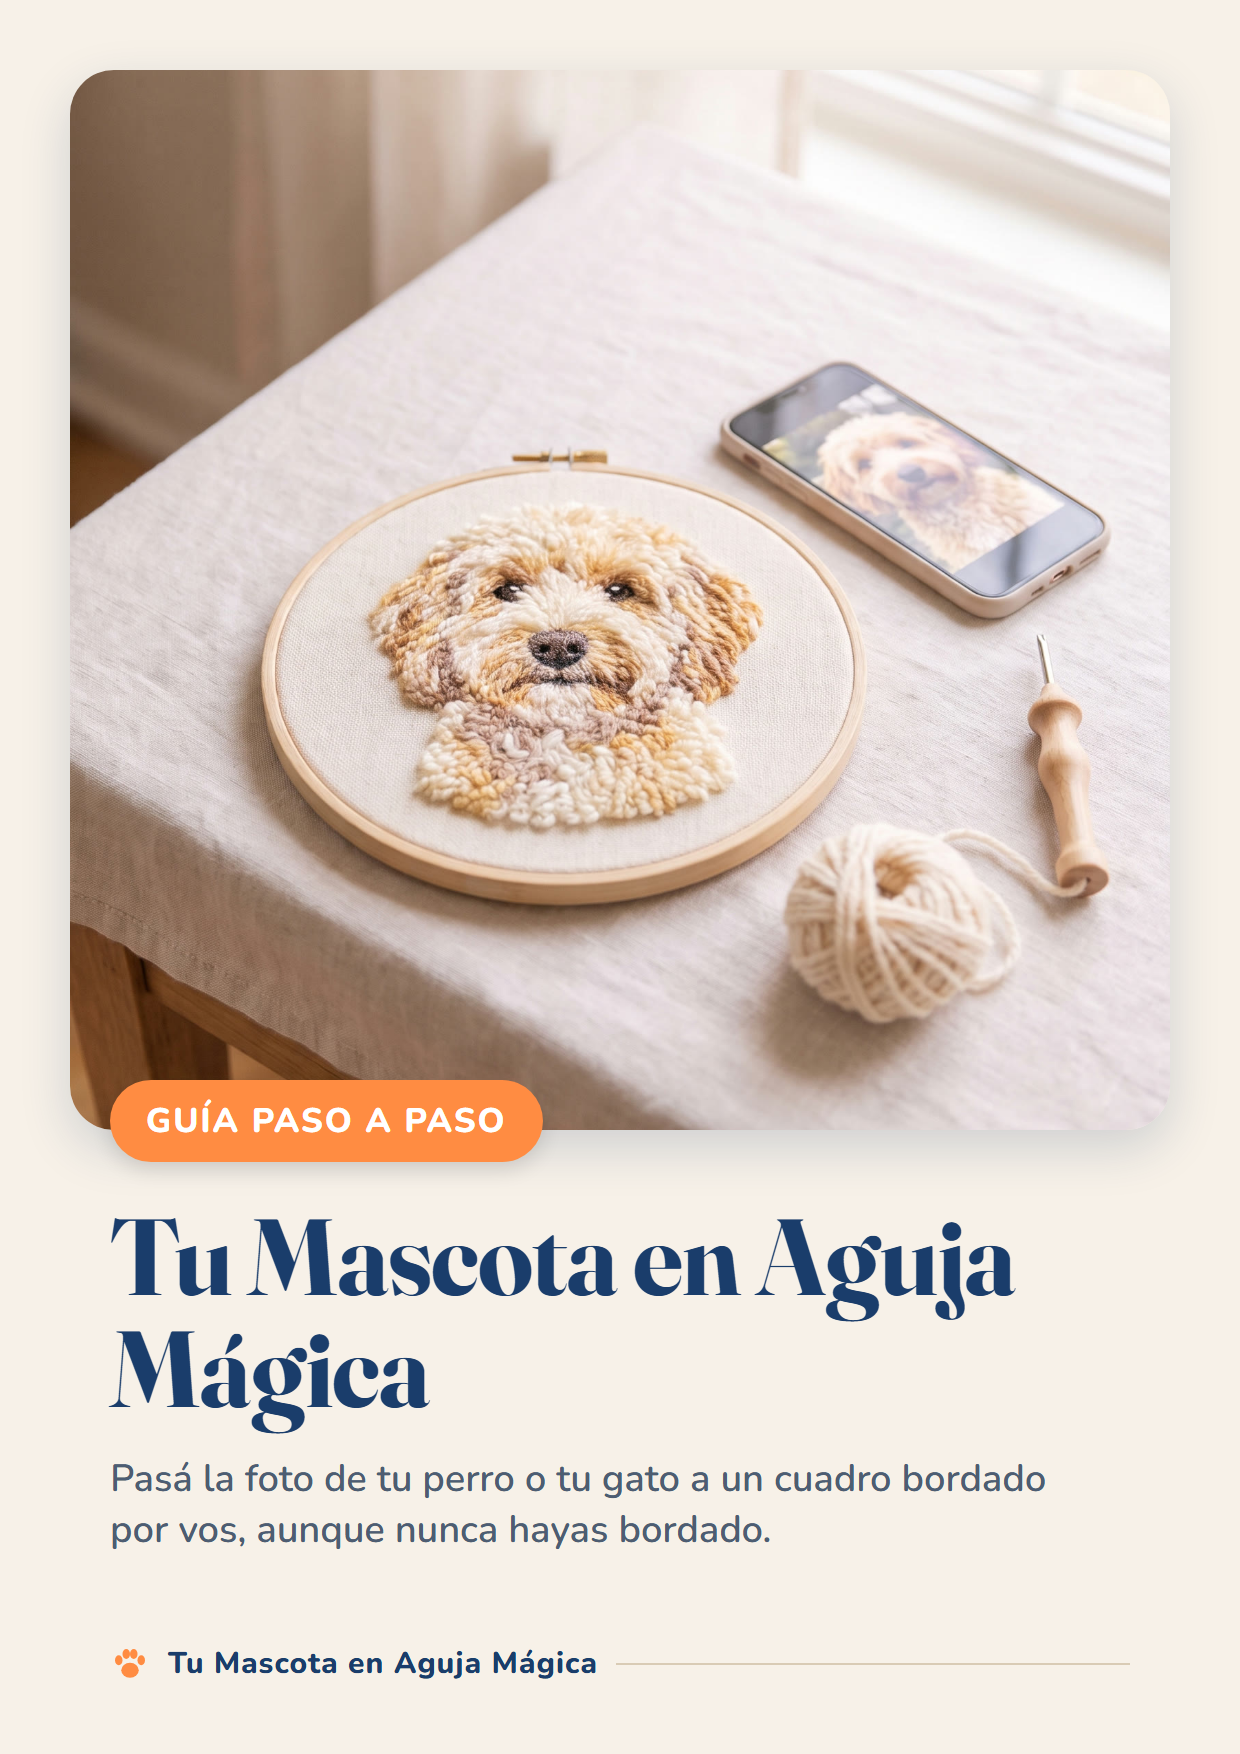 GUÍA PASO A PASO
Tu Mascota en Aguja
Mágica
Pasá la foto de tu perro o tu gato a un cuadro bordado
por vos, aunque nunca hayas bordado.
Tu Mascota en Aguja Mágica